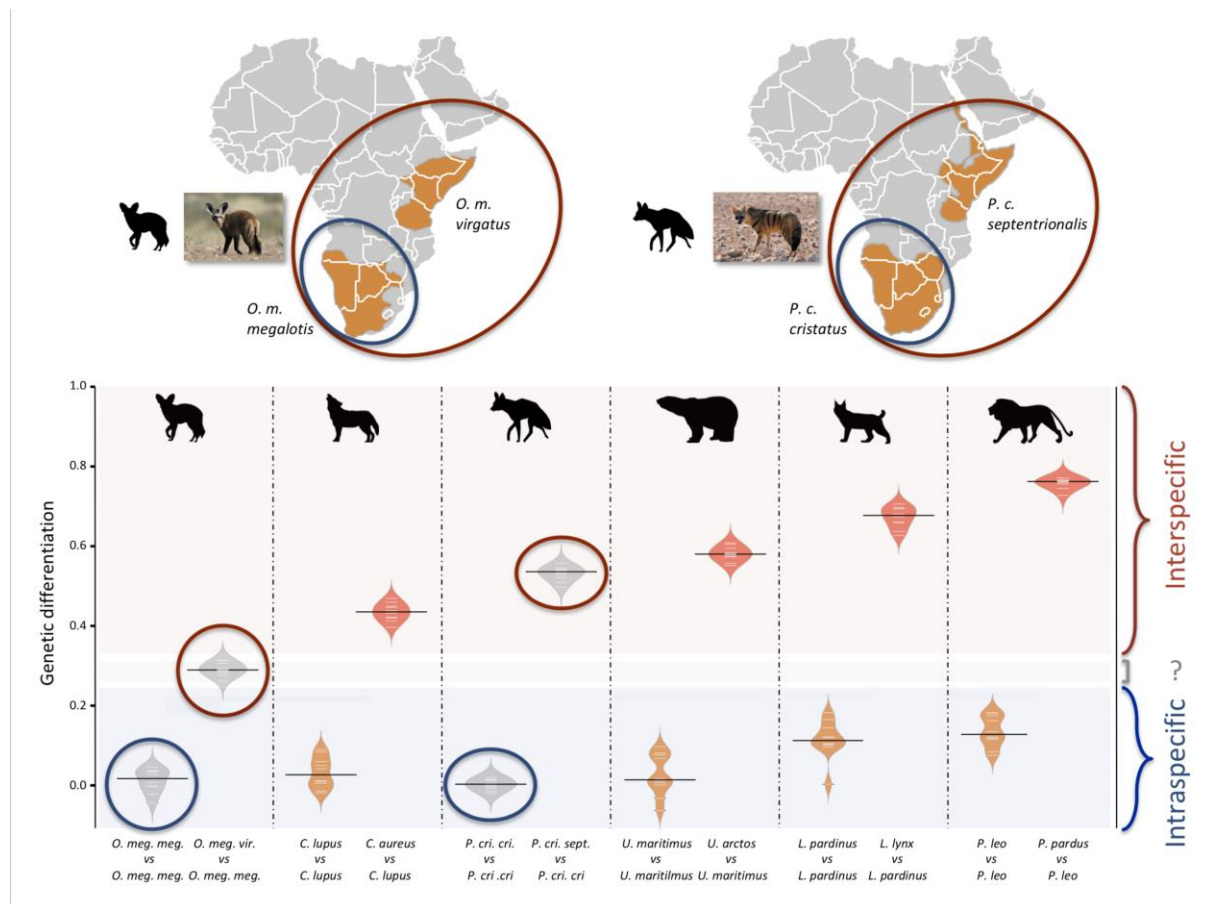 O. m.
virgatus
O. m.
megalotis
P. c.
septentrionalis
P. c.
cristatus
Genetic differentiation
1.0
0.8
0.6
0.4
0.2
0.0
Interspecific
?
Intraspecific
O. meg. meg.
vs
O. meg. meg.
O. meg. vir.
vs
O. meg. meg.
C. lupus
vs
C. lupus
C. aureus
vs
C. lupus
P. cri. cri.
vs
P. cri .cri
P. cri. sept.
vs
P. cri. cri
U. maritimus
vs
U. maritilmus
U. arctos
vs
U. maritimus
L. pardinus
vs
L. pardinus
L. lynx
vs
L. pardinus
P. leo
vs
P. leo
P. pardus
vs
P. leo